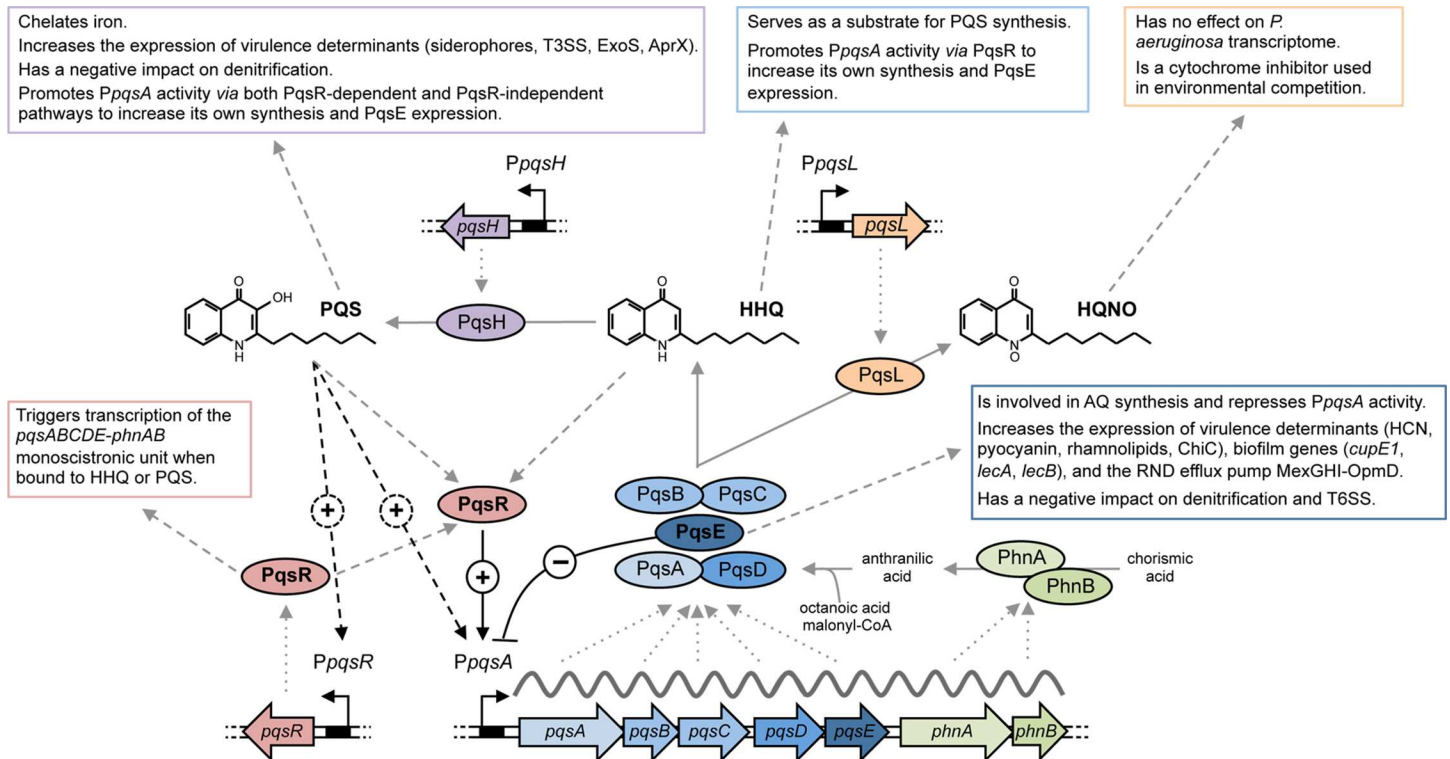 Chelates iron.
Increases the expression of virulence determinants (siderophores, T3SS, ExoS, AprX).
Has a negative impact on denitrification.
Promotes PpqsA activity via both PqsR-dependent and PqsR-independent
pathways to increase its own synthesis and PqsE expression.
Serves as a substrate for PQS synthesis.
Promotes PpqsA activity via PqsR to
increase its own synthesis and PqsE
expression.
Has no effect on P.
aeruginosa transcriptome.
Is a cytochrome inhibitor used
in environmental competition.
PpqsH
pqsH
PpqsL
pqsL
O
OH
N
H
PQS
PqsH
O
N
H
HHQ
PqsL
O
N
O
HQNO
Triggers transcription of the
pqsABCDE-phnAB
monoscistronic unit when
bound to HHQ or PQS.
Is involved in AQ synthesis and represses PpqsA activity.
Increases the expression of virulence determinants (HCN,
pyocyanin, rhamnolipids, ChiC), biofilm genes (cupE1,
lecA, lecB), and the RND efflux pump MexGHI-OpmD.
Has a negative impact on denitrification and T6SS.
PqsR
PqsB
PqsC
PqsE
PqsA
PqsD
+
+
+
−
PqsR
anthranilic
acid
octanoic acid
malonyl-CoA
PhnA
PhnB
chorismic
acid
PpqsR
PpqsA
pqsR
pqsA
pqsB
pqsC
pqsD
pqsE
phnA
phnB